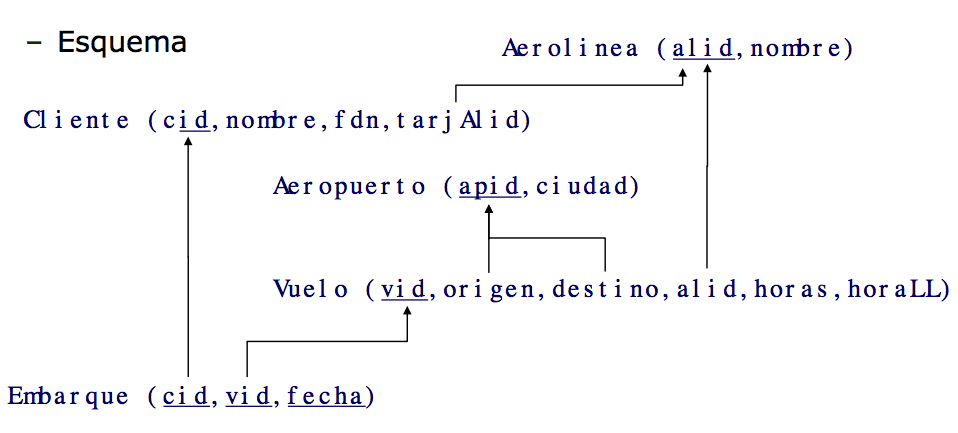 – Esquema
Aerolinea (alid,nombre)
Cliente (cid,nombre,fdn,tarjAlid)
Aeropuerto (apid,ciudad)
Vuelo (vid,origen,destino,alid,horas,horaLL)
Embarque (cid,vid,fecha)